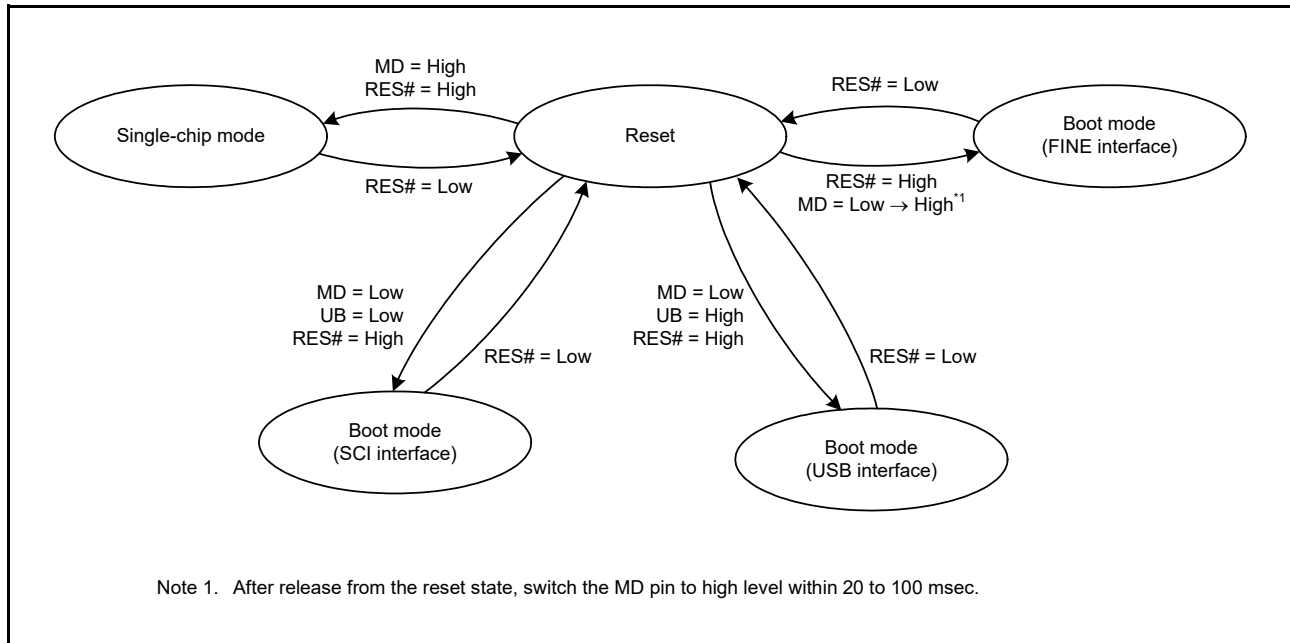 MD = High
RES# = High
RES# = Low
Single-chip mode
Reset
Boot mode
(FINE interface)
RES# = Low
RES# = High
MD = Low → High*1
MD = Low
UB = Low
RES# = High
RES# = Low
MD = Low
UB = High
RES# = High
RES# = Low
Boot mode
(SCI interface)
Boot mode
(USB interface)
Note 1. After release from the reset state, switch the MD pin to high level within 20 to 100 msec.